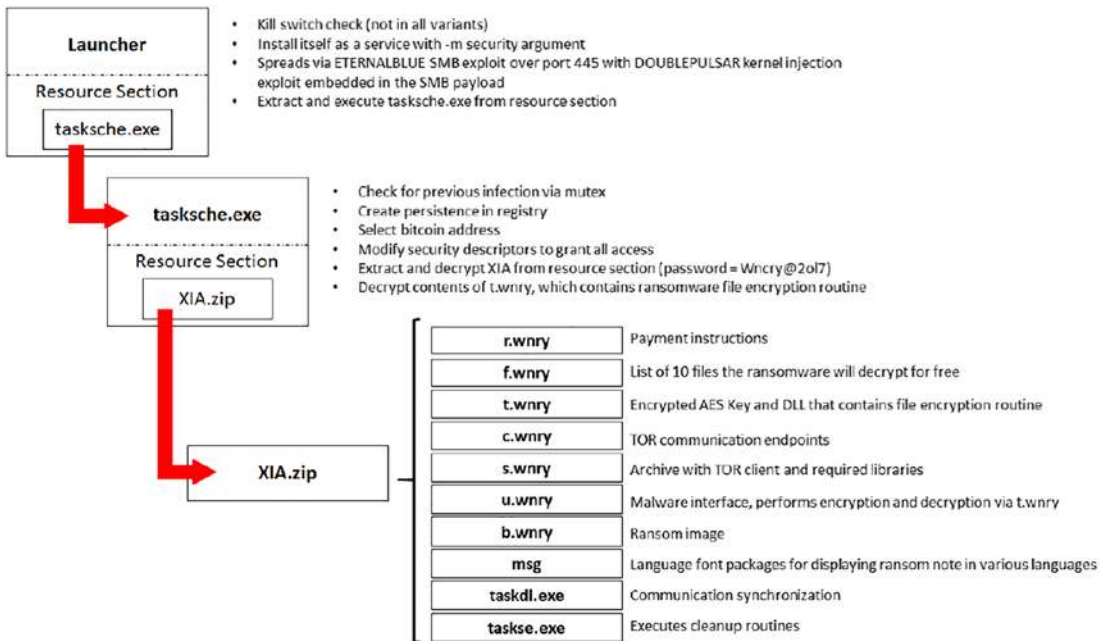 Launcher
Resource Section
tasksche.exe
• Kill switch check (not in all variants)
• Install itself as a service with -m security argument
• Spreads via ETERNALBLUE SMB exploit over port 445 with DOUBLEPULSAR kernel injection
exploit embedded in the SMB payload
• Extract and execute tasksche.exe from resource section
tasksche.exe
Resource Section
XIA.zip
• Check for previous infection via mutex
• Create persistence in registry
• Select bitcoin address
• Modify security descriptors to grant all access
• Extract and decrypt XIA from resource section (password = Wncry@2ol7)
• Decrypt contents of t.wnry, which contains ransomware file encryption routine
XIA.zip
r.wnry Payment instructions
f.wnry List of 10 files the ransomware will decrypt for free
t.wnry Encrypted AES Key and DLL that contains file encryption routine
c.wnry TOR communication endpoints
s.wnry Archive with TOR client and required libraries
u.wnry Malware interface, performs encryption and decryption via t.wnry
b.wnry Ransom image
msg Language font packages for displaying ransom note in various languages
taskdl.exe Communication synchronization
taskse.exe Executes cleanup routines